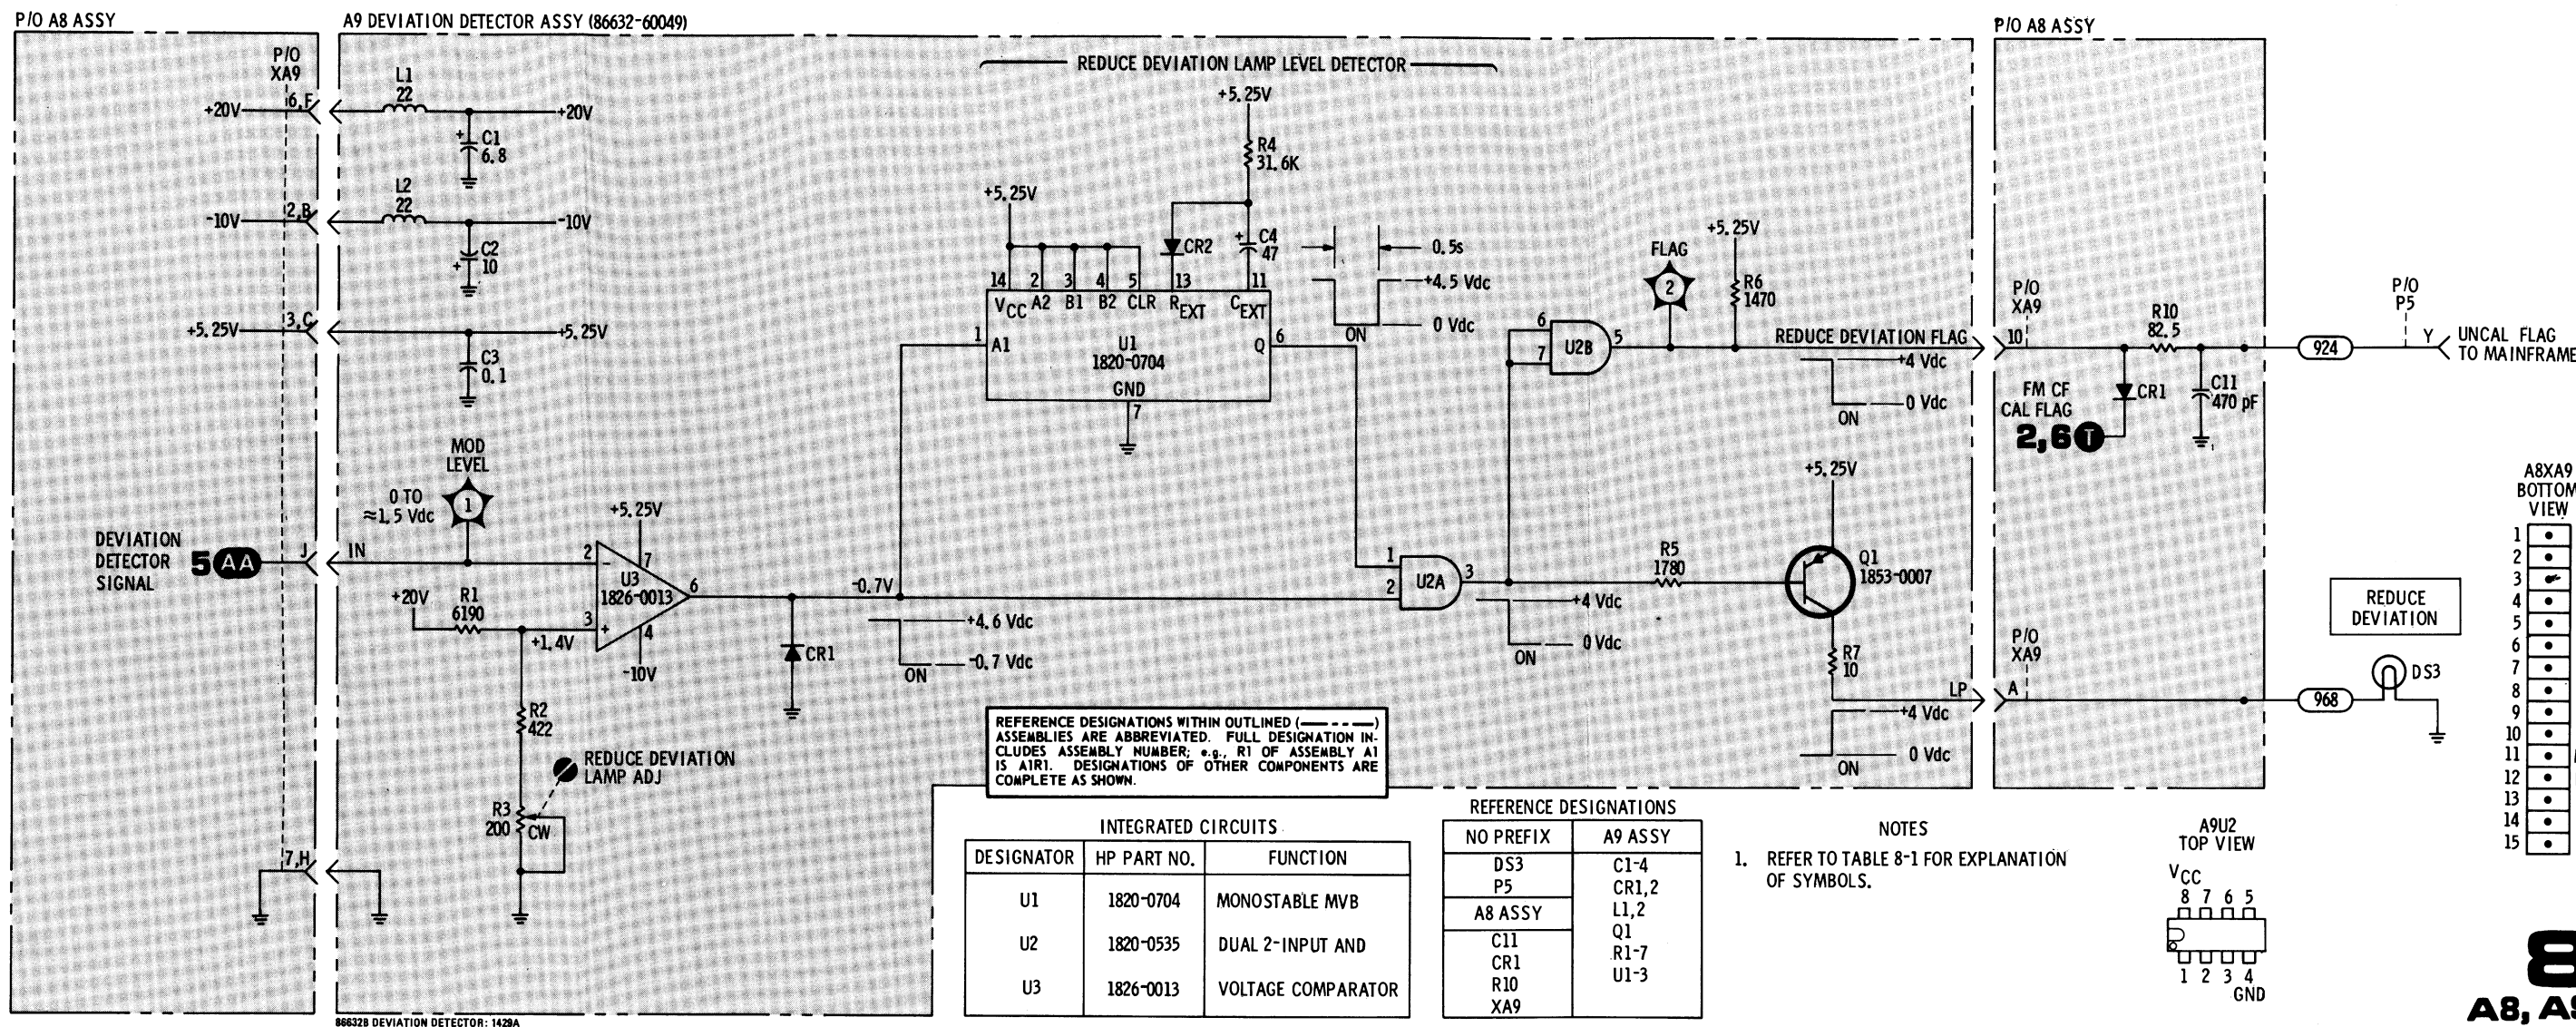 P/O A8 ASSY
A9 DEVIATION DETECTOR ASSY (86632-60049)
P/O A8 ASSY
REDUCE DEVIATION LAMP LEVEL DETECTOR
P/O
XA9
+20V
6,F
L1
22
+20V
C1
6.8
-10V
2,B
L2
22
-10V
C2
10
+5.25V
3,C
+5.25V
C3
0.1
+5.25V
R4
31.6K
+5.25V
CR2
C4
47
14 2 3 4 5 13 11
VCC A2 B1 B2 CLR REXT CEXT
1
A1
U1
1820-0704
Q
6
GND
7
0.5s
+4.5 Vdc
0 Vdc
ON
FLAG
2
+5.25V
R6
1470
6
7
U2B
5
REDUCE DEVIATION FLAG
+4 Vdc
0 Vdc
ON
P/O
XA9
10
R10
82.5
FM CF
CAL FLAG
2,6 T
CR1
C11
470 pF
924
P/O
P5
Y
UNCAL FLAG
TO MAINFRAME
MOD
LEVEL
1
0 TO
≈1.5 Vdc
DEVIATION
DETECTOR
SIGNAL
5 AA
J
IN
+5.25V
2
-
7
U3
1826-0013
6
3
+
4
-10V
+20V
R1
6190
+1.4V
R2
422
REDUCE DEVIATION
LAMP ADJ
R3
200
CW
7,H
CR1
-0.7V
+4.6 Vdc
-0.7 Vdc
ON
1
2
U2A
3
+4 Vdc
0 Vdc
ON
R5
1780
+5.25V
Q1
1853-0007
R7
10
LP
+4 Vdc
0 Vdc
ON
P/O
XA9
A
968
REDUCE
DEVIATION
DS3
A8XA9
BOTTOM
VIEW
1
2
3
4
5
6
7
8
9
10
11
12
13
14
15
REFERENCE DESIGNATIONS WITHIN OUTLINED (— - - —)
ASSEMBLIES ARE ABBREVIATED. FULL DESIGNATION IN-
CLUDES ASSEMBLY NUMBER; e.g., R1 OF ASSEMBLY A1
IS A1R1. DESIGNATIONS OF OTHER COMPONENTS ARE
COMPLETE AS SHOWN.
INTEGRATED CIRCUITS
DESIGNATOR HP PART NO. FUNCTION
U1 1820-0704 MONOSTABLE MVB
U2 1820-0535 DUAL 2-INPUT AND
U3 1826-0013 VOLTAGE COMPARATOR
REFERENCE DESIGNATIONS
NO PREFIX
DS3
P5
A8 ASSY
C11
CR1
R10
XA9
A9 ASSY
C1-4
CR1,2
L1,2
Q1
R1-7
U1-3
NOTES
1. REFER TO TABLE 8-1 FOR EXPLANATION
OF SYMBOLS.
A9U2
TOP VIEW
VCC
8 7 6 5
1 2 3 4
GND
8
A8, A9
86632B DEVIATION DETECTOR: 1429A